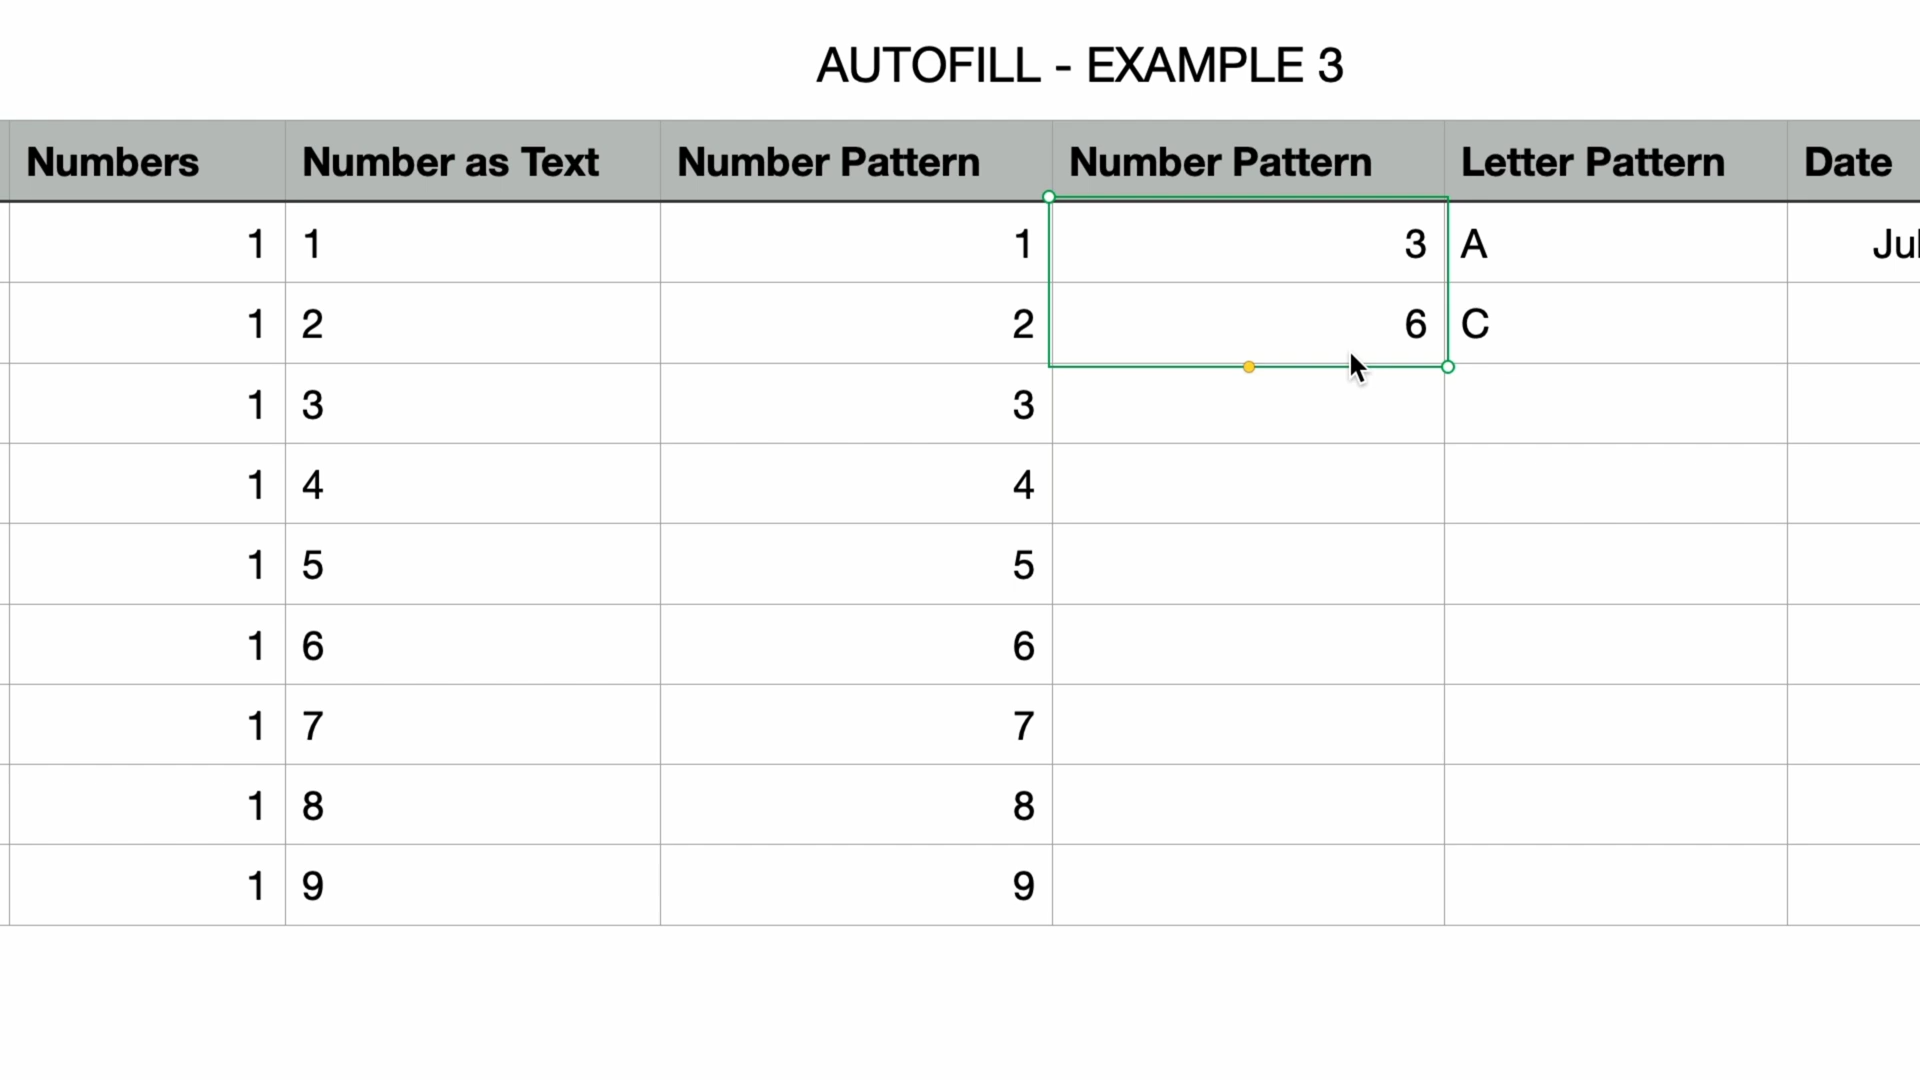 AUTOFILL - EXAMPLE 3
Numbers Number as Text Number Pattern Number Pattern Letter Pattern Date
1 1 1 3 A Jul
1 2 2 6 C
1 3 3
1 4 4
1 5 5
1 6 6
1 7 7
1 8 8
1 9 9